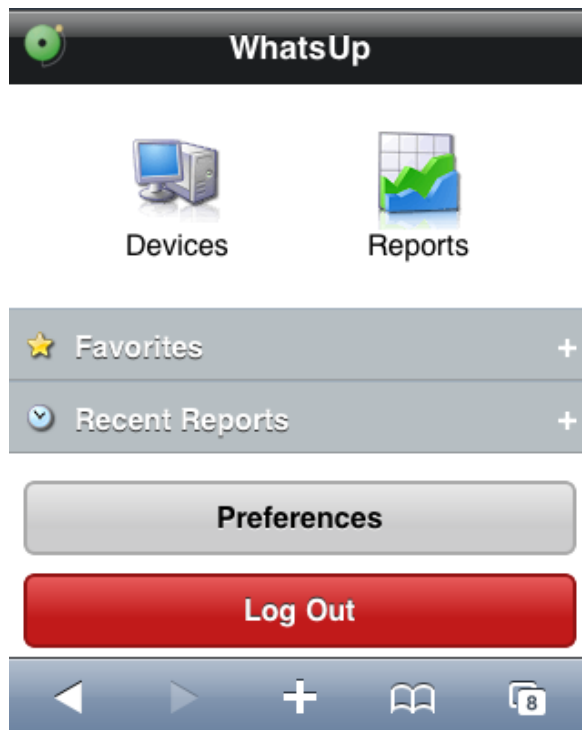 WhatsUp
Devices Reports
Favorites +
Recent Reports +
Preferences
Log Out
8